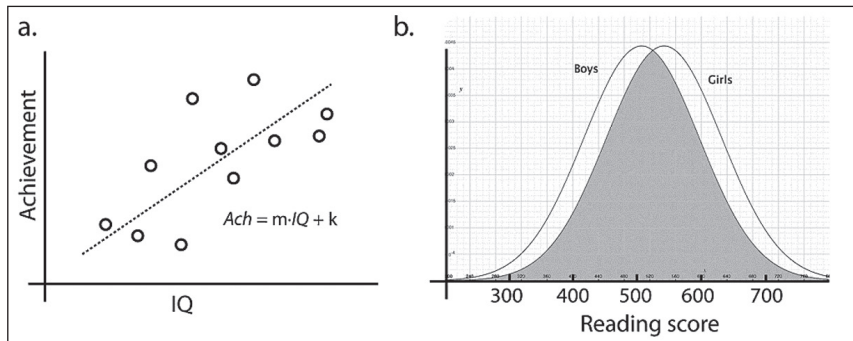 a.
Achievement
Ach = m·IQ + k
IQ
b.
Boys
Girls
y
300 400 500 600 700
Reading score